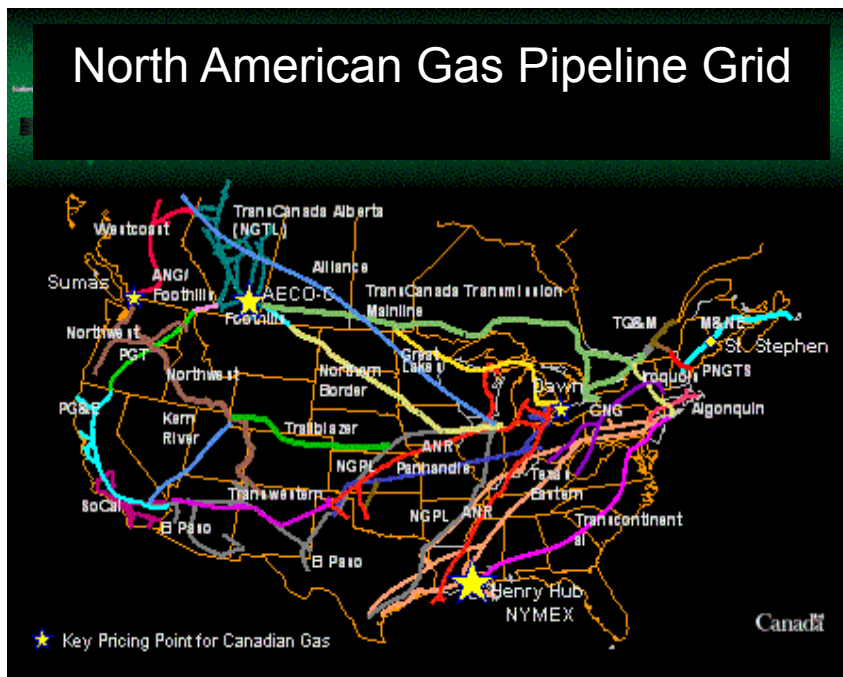 North American Gas Pipeline Grid
Westcoast
TransCanada Alberta
(NGTL)
Sumas
ANG/
Foothills
AECO-C
Alliance
TransCanada Transmission
Mainline
Foothills
Northwest
PGT
Northwest
Northern
Border
Great
Lakes
Dawn
TQ&M
M&NE
St. Stephen
Iroquois
PNGTS
CNG
Algonquin
PG&E
Kern
River
Trailblazer
ANR
NGPL
Panhandle
Texas
Eastern
SoCal
Transwestern
El Paso
El Paso
NGPL
ANR
Transcontinent
al
Henry Hub
NYMEX
Key Pricing Point for Canadian Gas
Canada